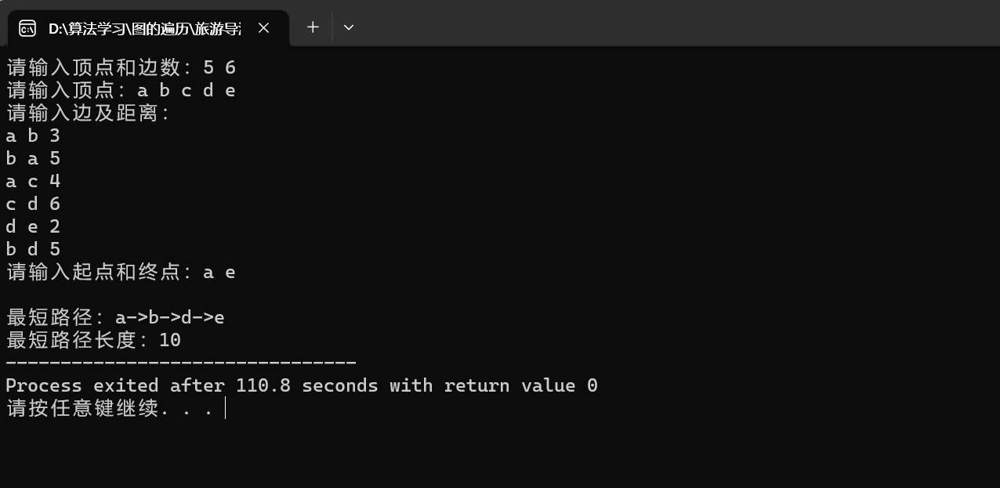 D:\算法学习\图的遍历\旅游导
请输入顶点和边数：5 6
请输入顶点：a b c d e
请输入边及距离：
a b 3
b a 5
a c 4
c d 6
d e 2
b d 5
请输入起点和终点：a e
最短路径：a->b->d->e
最短路径长度：10
--------------------------------
Process exited after 110.8 seconds with return value 0
请按任意键继续. . .